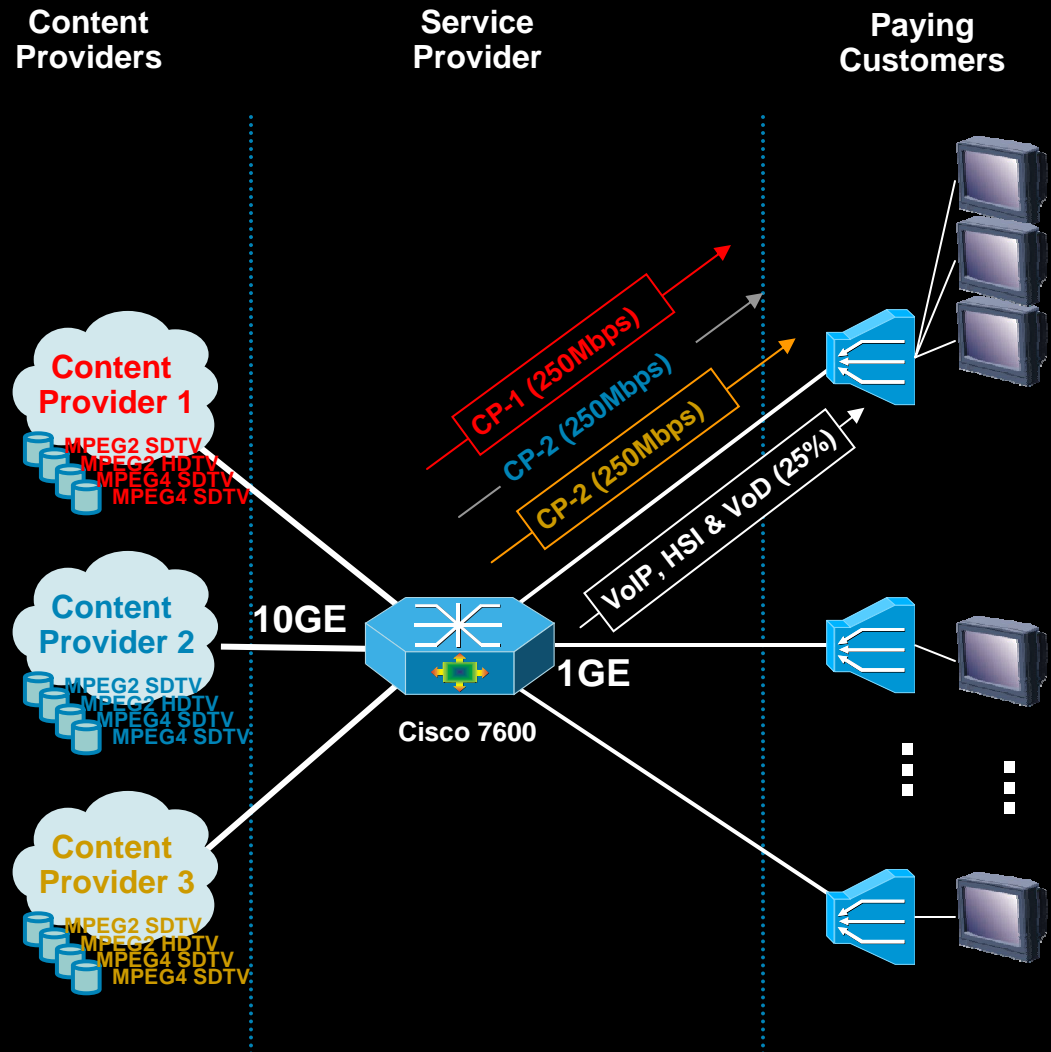 Content
Providers
Service
Provider
Paying
Customers
CP-1 (250Mbps)
CP-2 (250Mbps)
CP-2 (250Mbps)
VoIP, HSI & VoD (25%)
Content
Provider 1
MPEG2 SDTV
MPEG2 HDTV
MPEG4 SDTV
MPEG4 SDTV
Content
Provider 2
MPEG2 SDTV
MPEG2 HDTV
MPEG4 SDTV
MPEG4 SDTV
10GE
1GE
Cisco 7600
Content
Provider 3
MPEG2 SDTV
MPEG2 HDTV
MPEG4 SDTV
MPEG4 SDTV